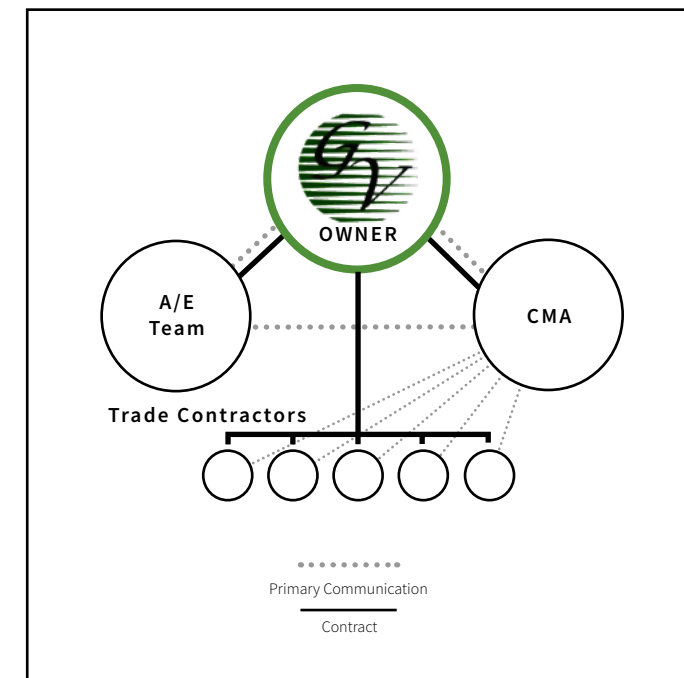 GV
OWNER
A/E
Team
CMA
Trade Contractors
Primary Communication
Contract